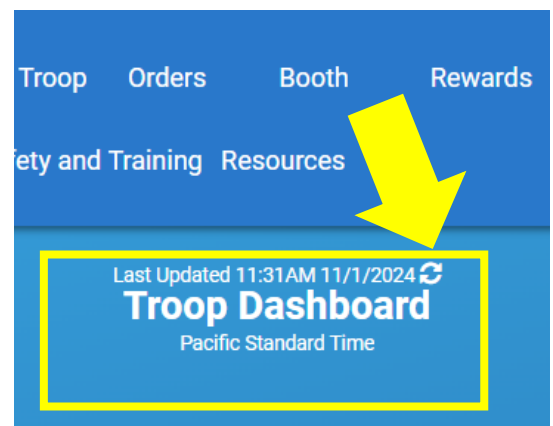 Troop Orders Booth Rewards
and Training Resources
Last Updated 11:31AM 11/1/2024
Troop Dashboard
Pacific Standard Time